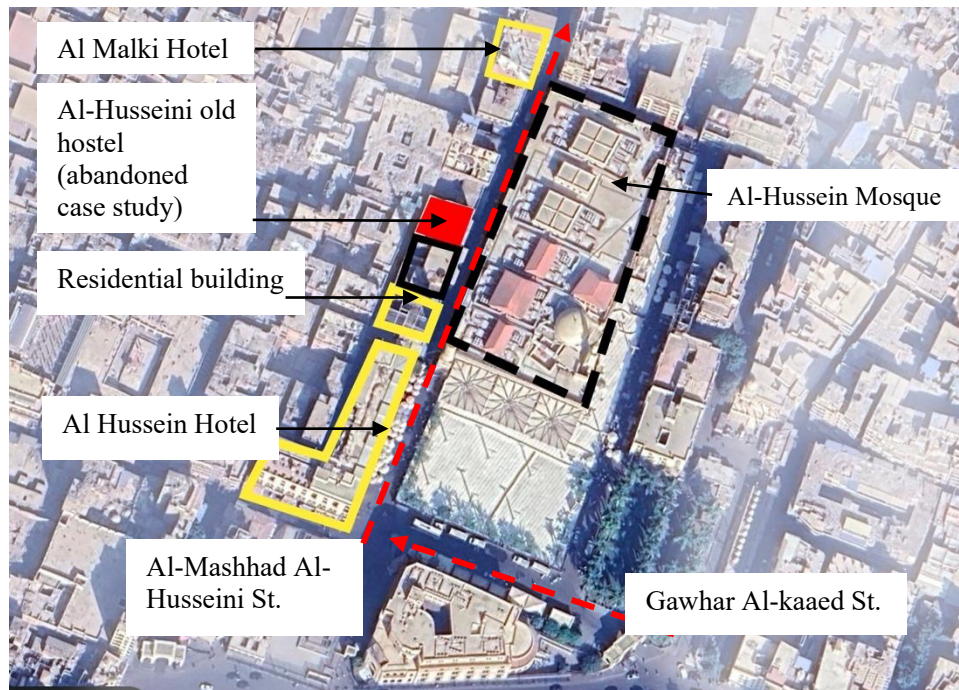 Al Malki Hotel
Al-Husseini old
hostel
(abandoned
case study)
Al-Hussein Mosque
Residential building
Al Hussein Hotel
Al-Mashhad Al-
Husseini St.
Gawhar Al-kaaed St.